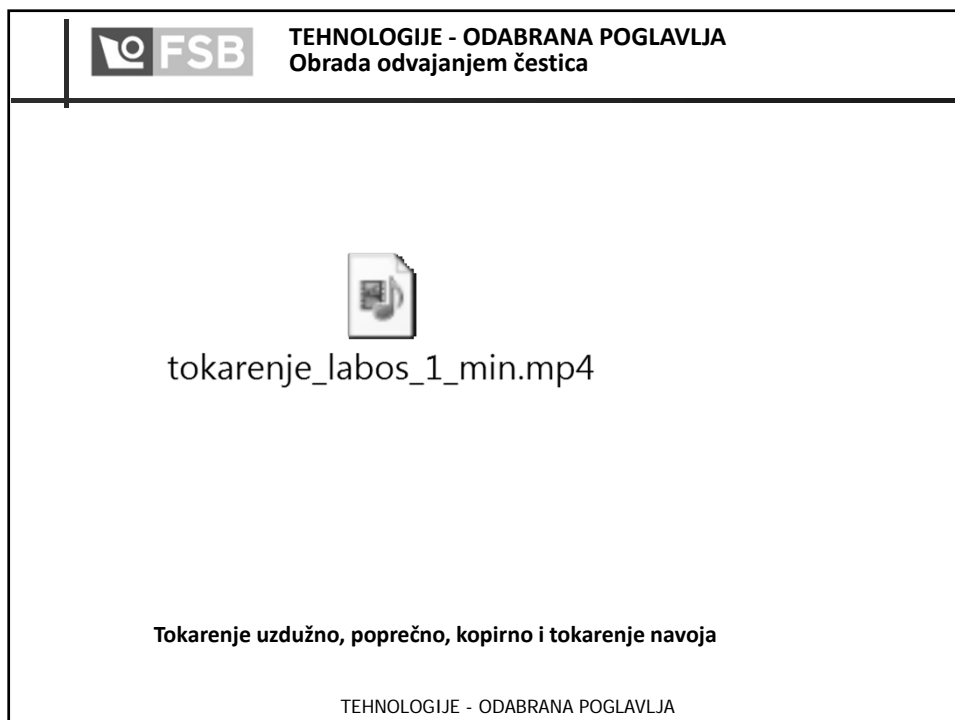 FSB
TEHNOLOGIJE - ODABRANA POGLAVLJA
Obrada odvajanjem čestica
tokarenje_labos_1_min.mp4
Tokarenje uzdužno, poprečno, kopirno i tokarenje navoja
TEHNOLOGIJE - ODABRANA POGLAVLJA